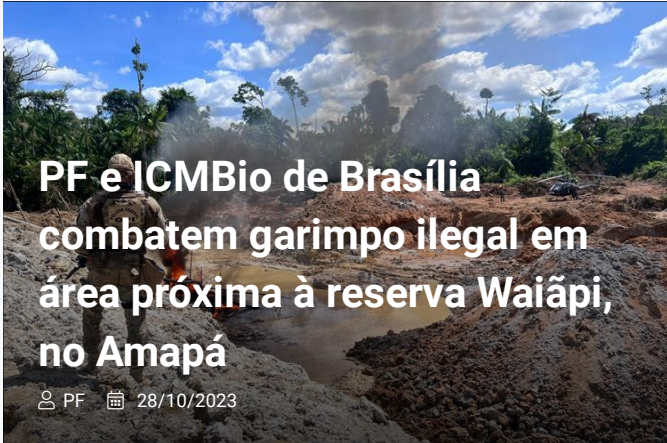 PF e ICMBio de Brasília
combatem garimpo ilegal em
área próxima à reserva Waiãpi,
no Amapá
PF 28/10/2023